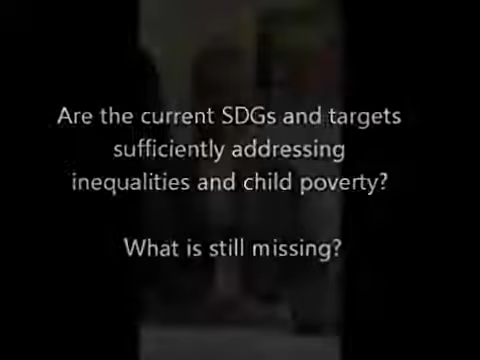 Are the current SDGs and targets
sufficiently addressing
inequalities and child poverty?
What is still missing?